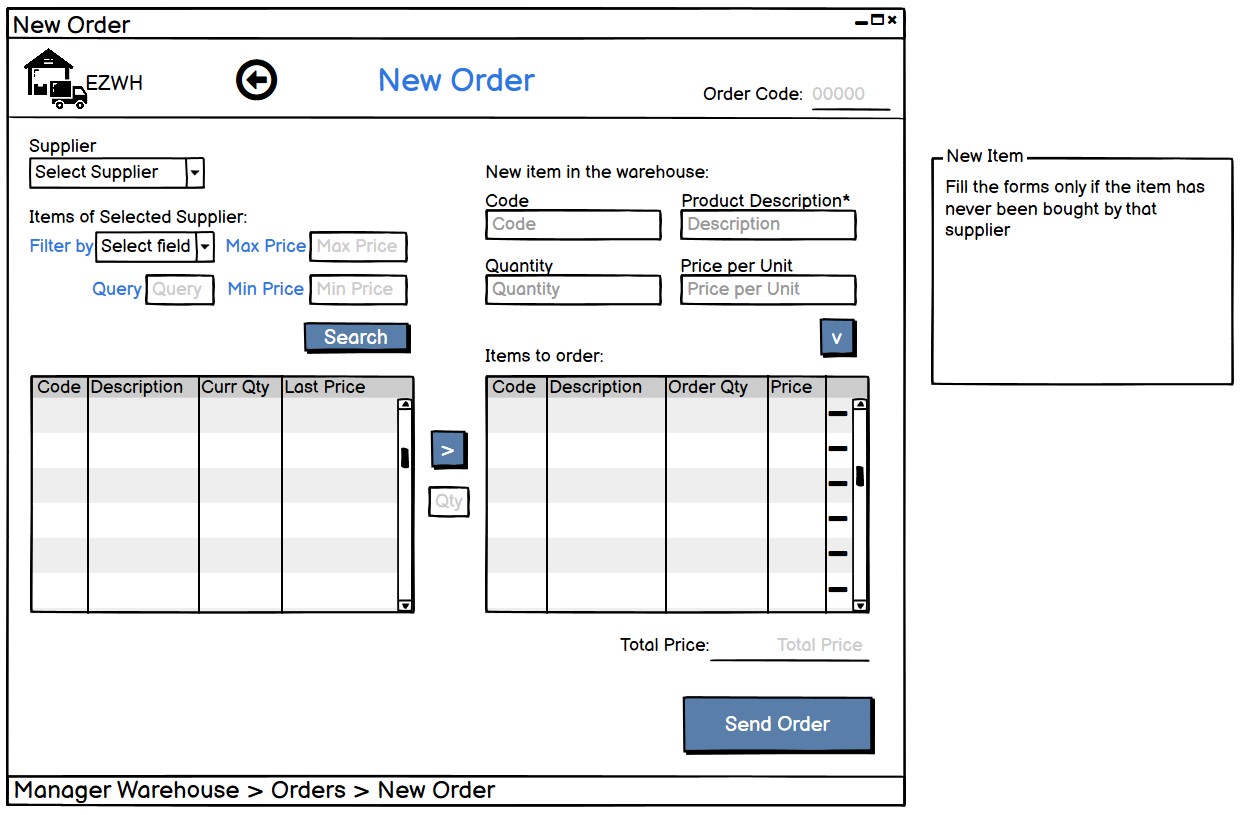 New Order
EZWH
New Order
Order Code: 00000
Supplier
Select Supplier
Items of Selected Supplier:
Filter by Select field Max Price Max Price
Query Query Min Price Min Price
Search
Code Description Curr Qty Last Price
>
Qty
New item in the warehouse:
Code Product Description*
Code Description
Quantity Price per Unit
Quantity Price per Unit
v
Items to order:
Code Description Order Qty Price
Total Price: Total Price
Send Order
Manager Warehouse > Orders > New Order
New Item
Fill the forms only if the item has
never been bought by that
supplier